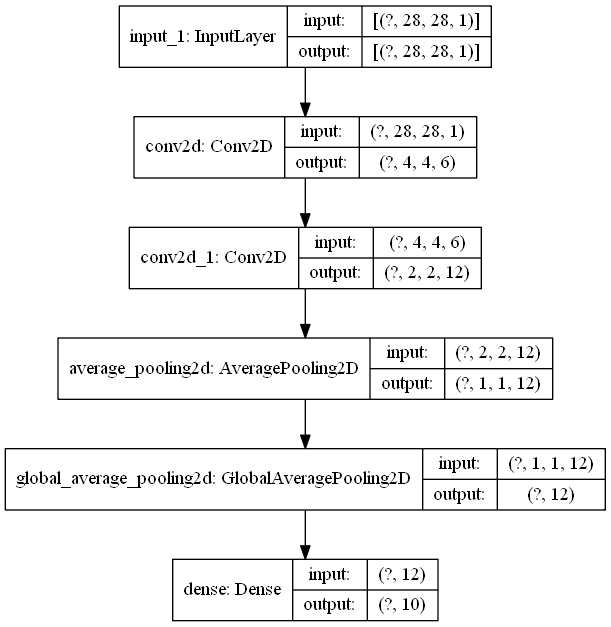 input_1: InputLayer
input: [(?, 28, 28, 1)]
output: [(?, 28, 28, 1)]
conv2d: Conv2D
input: (?, 28, 28, 1)
output: (?, 4, 4, 6)
conv2d_1: Conv2D
input: (?, 4, 4, 6)
output: (?, 2, 2, 12)
average_pooling2d: AveragePooling2D
input: (?, 2, 2, 12)
output: (?, 1, 1, 12)
global_average_pooling2d: GlobalAveragePooling2D
input: (?, 1, 1, 12)
output: (?, 12)
dense: Dense
input: (?, 12)
output: (?, 10)